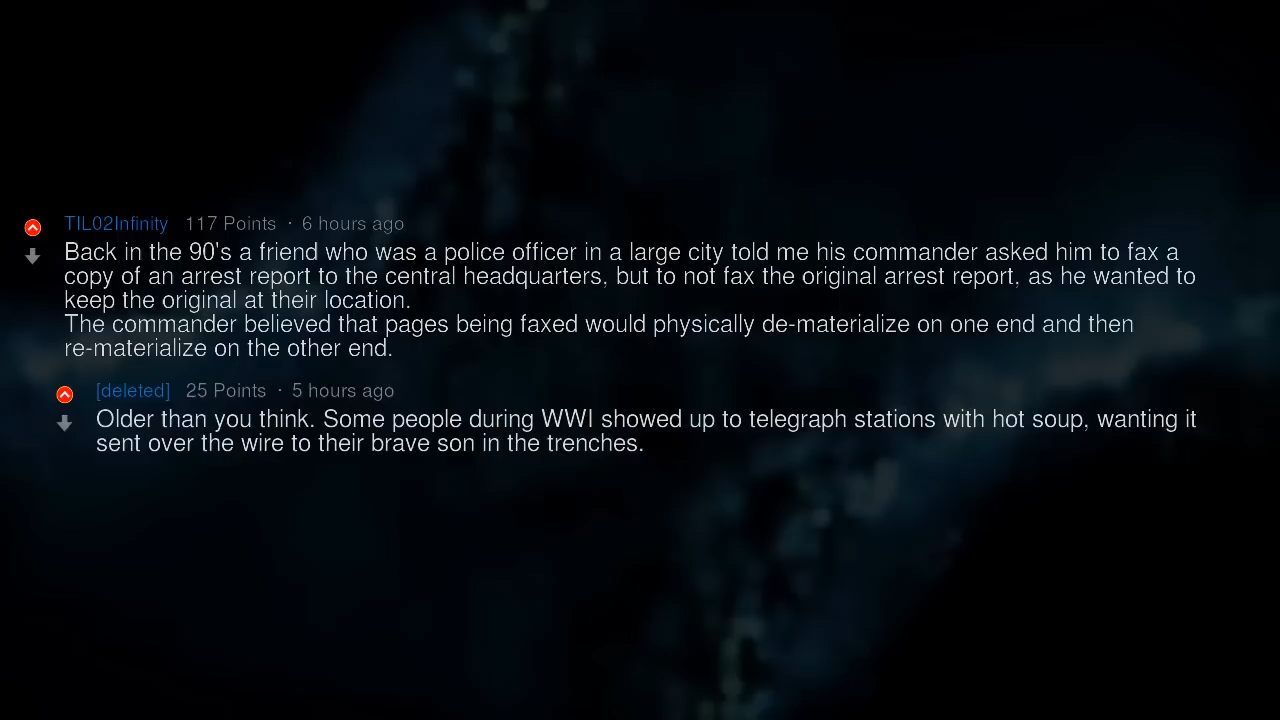 TIL02Infinity 117 Points · 6 hours ago
Back in the 90's a friend who was a police officer in a large city told me his commander asked him to fax a
copy of an arrest report to the central headquarters, but to not fax the original arrest report, as he wanted to
keep the original at their location.
The commander believed that pages being faxed would physically de-materialize on one end and then
re-materialize on the other end.
[deleted] 25 Points · 5 hours ago
Older than you think. Some people during WWI showed up to telegraph stations with hot soup, wanting it
sent over the wire to their brave son in the trenches.